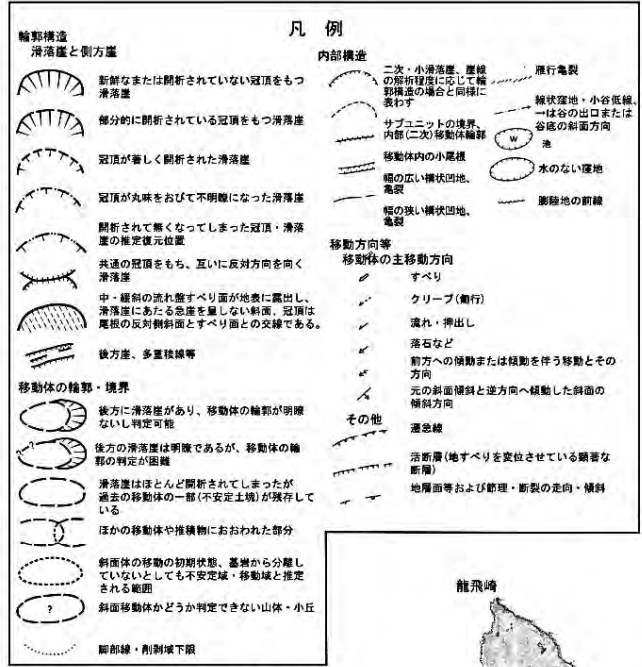 凡 例
輪郭構造
滑落崖と側方崖
新鮮なまたは開析されていない冠頂をもつ
滑落崖
部分的に開析されている冠頂をもつ滑落崖
冠頂が著しく開析された滑落崖
冠頂が丸味をおびて不明瞭になった滑落崖
開析されて無くなってしまった冠頂・滑落
崖の推定復元位置
共通の冠頂をもち、互いに反対方向を向く
滑落崖
中・緩斜の流れ盤すべり面が地表に露出し、
滑落崖にあたる急崖を呈しない斜面、冠頂は
尾根の反対側斜面とすべり面との交線である。
後方崖、多重稜線等
移動体の輪郭・境界
後方に滑落崖があり、移動体の輪郭が明瞭
ないし判定可能
後方の滑落崖は明瞭であるが、移動体の輪
郭の判定が困難
滑落崖はほとんど開析されてしまったが
過去の移動体の一部(不安定土塊)が残存して
いる
ほかの移動体や堆積物におおわれた部分
斜面体の移動の初期状態、基岩から分離し
ていないとしても不安定域・移動域と推定
される範囲
?
斜面移動体かどうか判定できない山体・小丘
脚部線・削剥域下限
内部構造
二次・小滑落崖、崖線
の解析程度に応じて輪
郭構造の場合と同様に
表わす
サブユニットの境界、
内部(二次)移動体輪郭
移動体内の小尾根
幅の広い横状凹地、
亀裂
幅の狭い横状凹地、
亀裂
雁行亀裂
線状窪地・小谷低線、
→は谷の出口または
谷底の斜面方向
W
池
水のない窪地
膨陸地の前線
移動方向等
移動体の主移動方向
すべり
クリープ(匍行)
流れ・押出し
落石など
前方への傾動または傾動を伴う移動とその
方向
元の斜面傾斜と逆方向へ傾動した斜面の
傾斜方向
その他
遷急線
活断層(地すべりを変位させている顕著な
断層)
地層面等および節理・断裂の走向・傾斜
龍飛崎